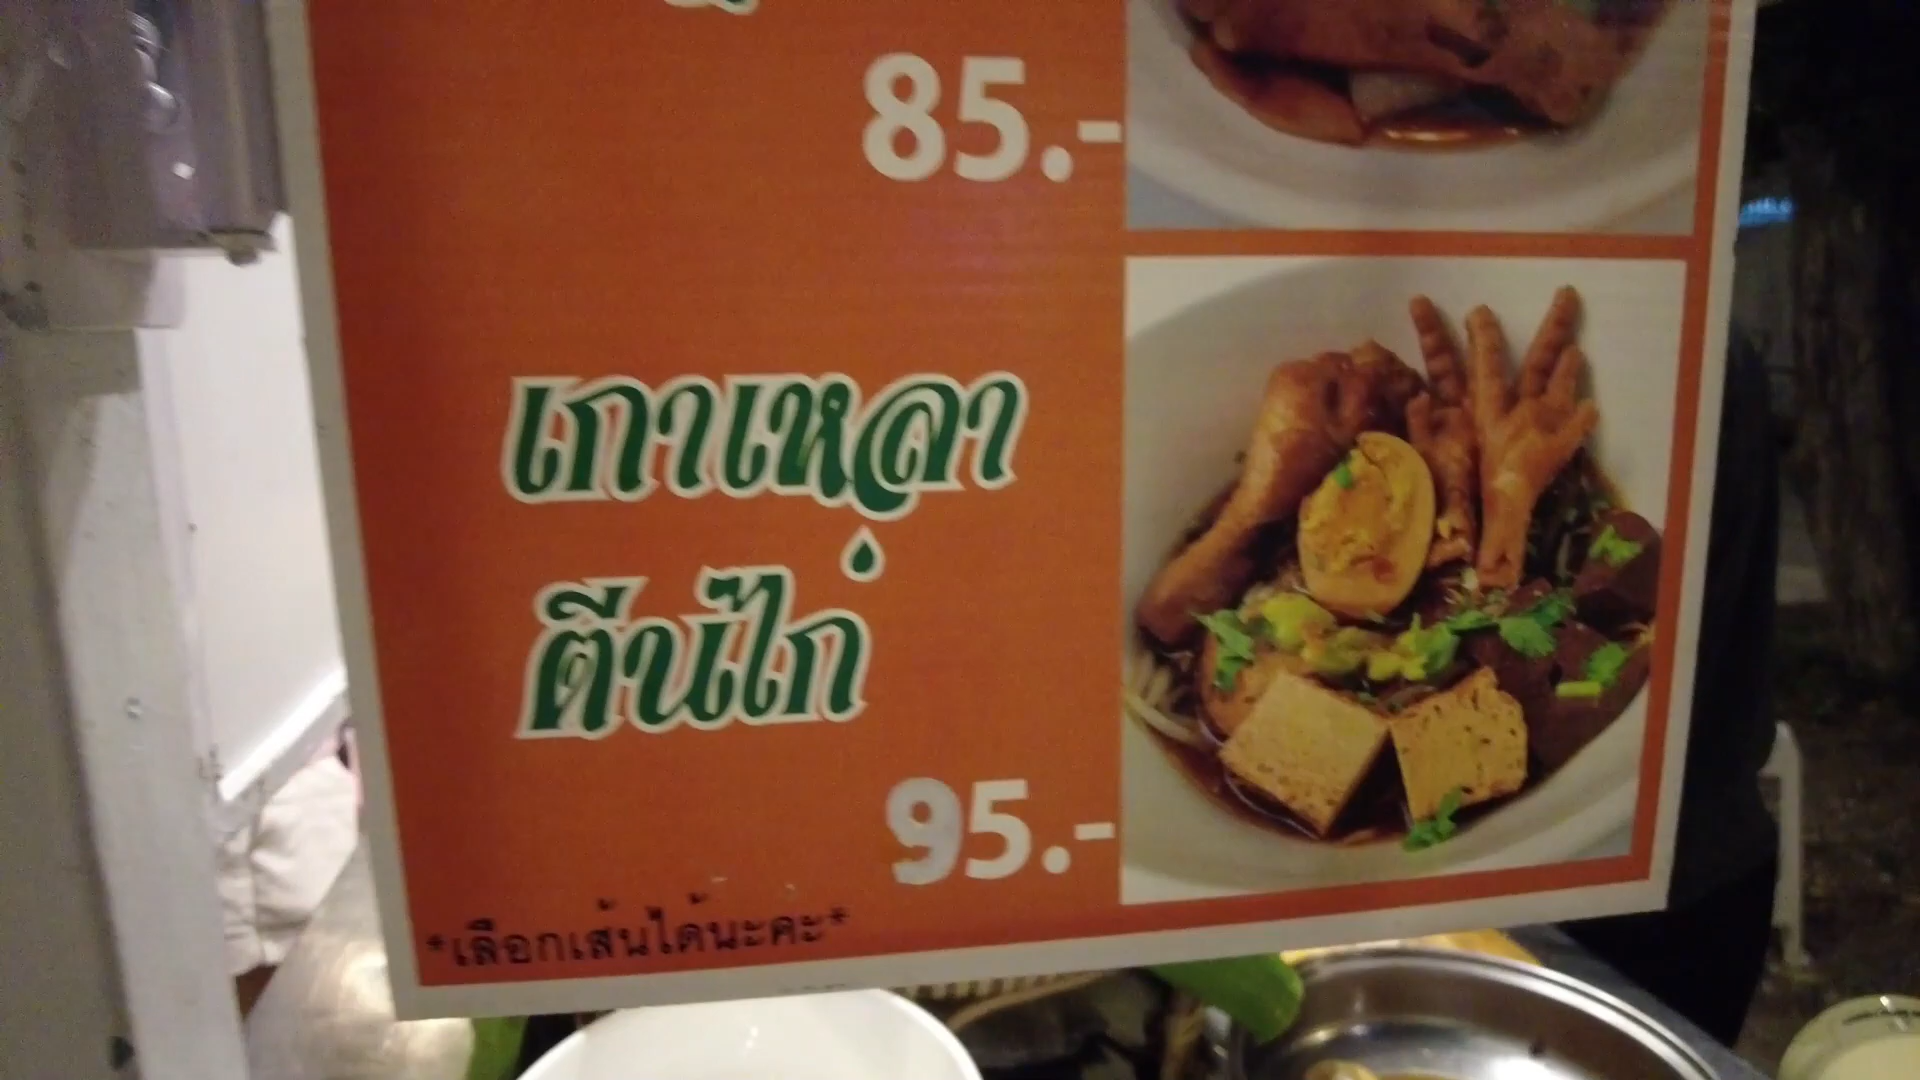 85.-
เกาเหลา
ตีนไก่
95.-
*เลือกเส้นได้นะคะ*